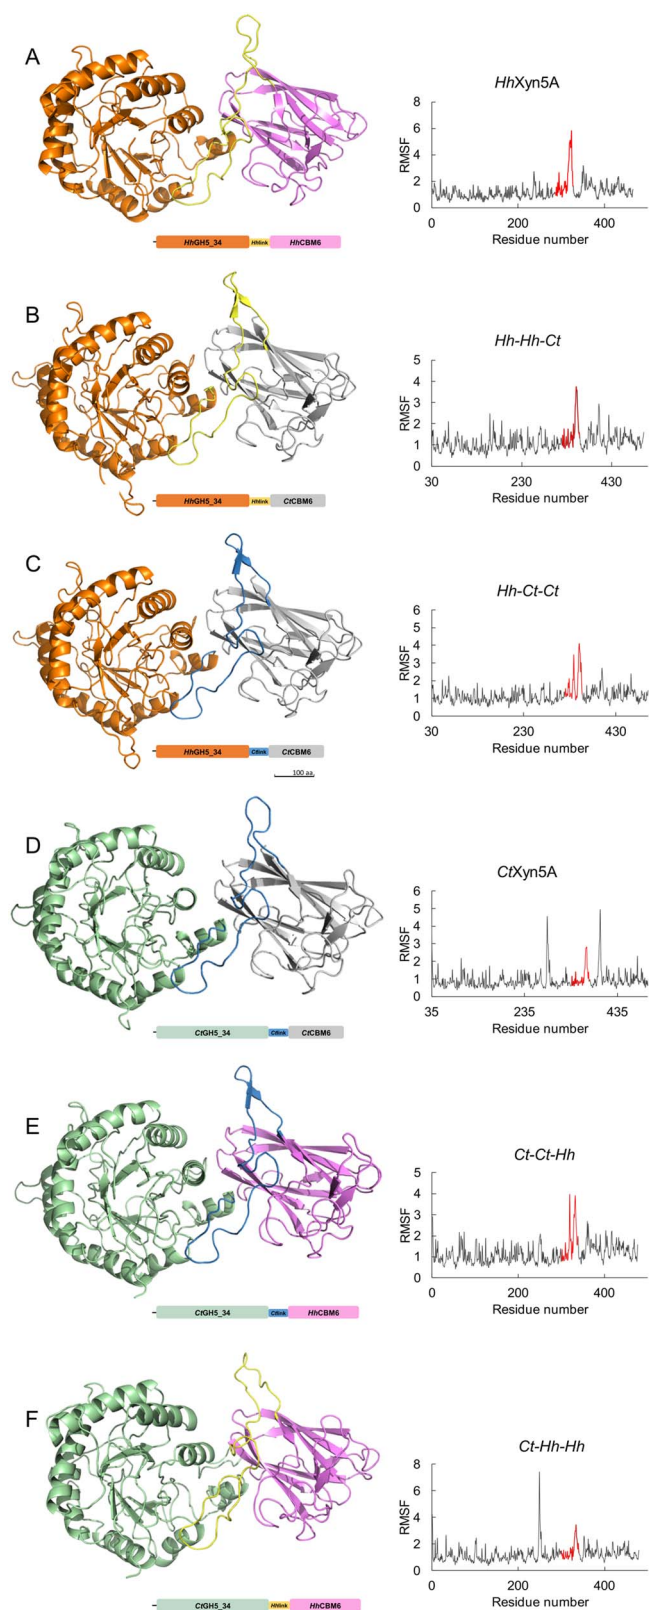 A
HhXyn5A
RMSF
8
6
4
2
0
0 200 400
Residue number
HhGH5_34 Hhlink HhCBM6
B
Hh-Hh-Ct
RMSF
5
4
3
2
1
0
30 230 430
Residue number
HhGH5_34 Hhlink CtCBM6
C
Hh-Ct-Ct
RMSF
6
5
4
3
2
1
0
30 230 430
Residue number
HhGH5_34 Ctlink CtCBM6
100 aa.
D
CtXyn5A
RMSF
6
5
4
3
2
1
0
35 235 435
Residue number
CtGH5_34 Ctlink CtCBM6
E
Ct-Ct-Hh
RMSF
5
4
3
2
1
0
0 200 400
Residue number
CtGH5_34 Ctlink HhCBM6
F
Ct-Hh-Hh
RMSF
8
6
4
2
0
0 200 400
Residue number
CtGH5_34 Hhlink HhCBM6